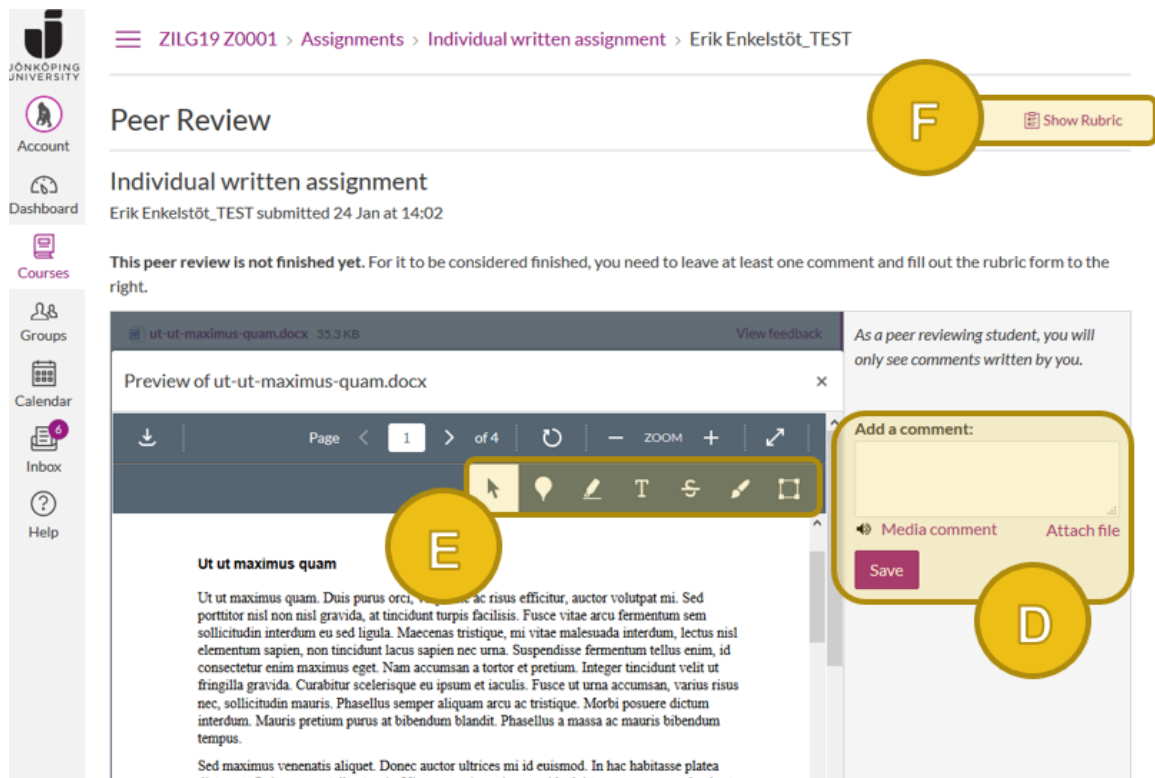 JÖNKÖPING
UNIVERSITY
Account
Dashboard
Courses
Groups
Calendar
6
Inbox
Help
ZILG19 Z0001 > Assignments > Individual written assignment > Erik Enkelstöt_TEST
Peer Review
F
Show Rubric
Individual written assignment
Erik Enkelstöt_TEST submitted 24 Jan at 14:02
This peer review is not finished yet. For it to be considered finished, you need to leave at least one comment and fill out the rubric form to the
right.
ut-ut-maximus-quam.docx 35.3 KB View feedback
Preview of ut-ut-maximus-quam.docx ×
Page < 1 > of 4 — ZOOM +
T S
E
Ut ut maximus quam
Ut ut maximus quam. Duis purus orci, ac risus efficitur, auctor volutpat mi. Sed
porttitor nisl non nisl gravida, at tincidunt turpis facilisis. Fusce vitae arcu fermentum sem
sollicitudin interdum eu sed ligula. Maecenas tristique, mi vitae malesuada interdum, lectus nisl
elementum sapien, non tincidunt lacus sapien nec urna. Suspendisse fermentum tellus enim, id
consectetur enim maximus eget. Nam accumsan a tortor et pretium. Integer tincidunt velit ut
fringilla gravida. Curabitur scelerisque eu ipsum et iaculis. Fusce ut urna accumsan, varius risus
nec, sollicitudin mauris. Phasellus semper aliquam arcu ac tristique. Morbi posuere dictum
interdum. Mauris pretium purus at bibendum blandit. Phasellus a massa ac mauris bibendum
tempus.
Sed maximus venenatis aliquet. Donec auctor ultrices mi id euismod. In hac habitasse platea
As a peer reviewing student, you will
only see comments written by you.
Add a comment:
Media comment Attach file
Save
D